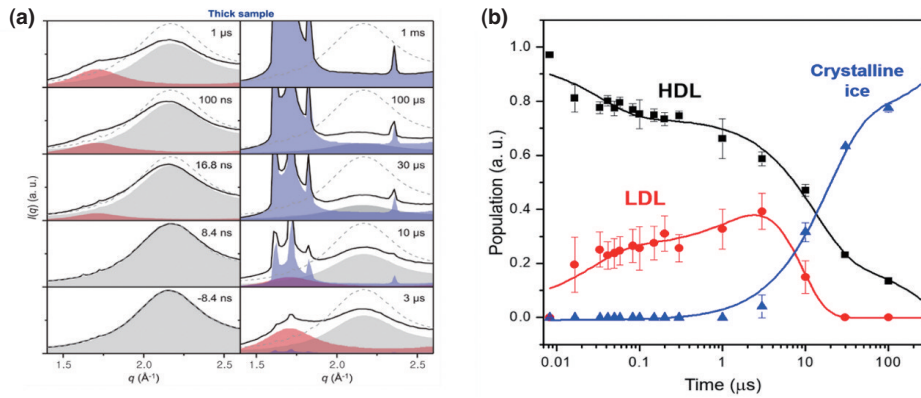 (a)
Thick sample
1 μs
1 ms
100 ns
100 μs
16.8 ns
30 μs
8.4 ns
10 μs
-8.4 ns
3 μs
I(q) (a. u.)
1.5 2.0 2.5 1.5 2.0 2.5
q (Å⁻¹) q (Å⁻¹)
(b)
1.0
0.8
0.6
0.4
0.2
0.0
Population (a. u.)
HDL
LDL
Crystalline
ice
0.01 0.1 1 10 100
Time (μs)